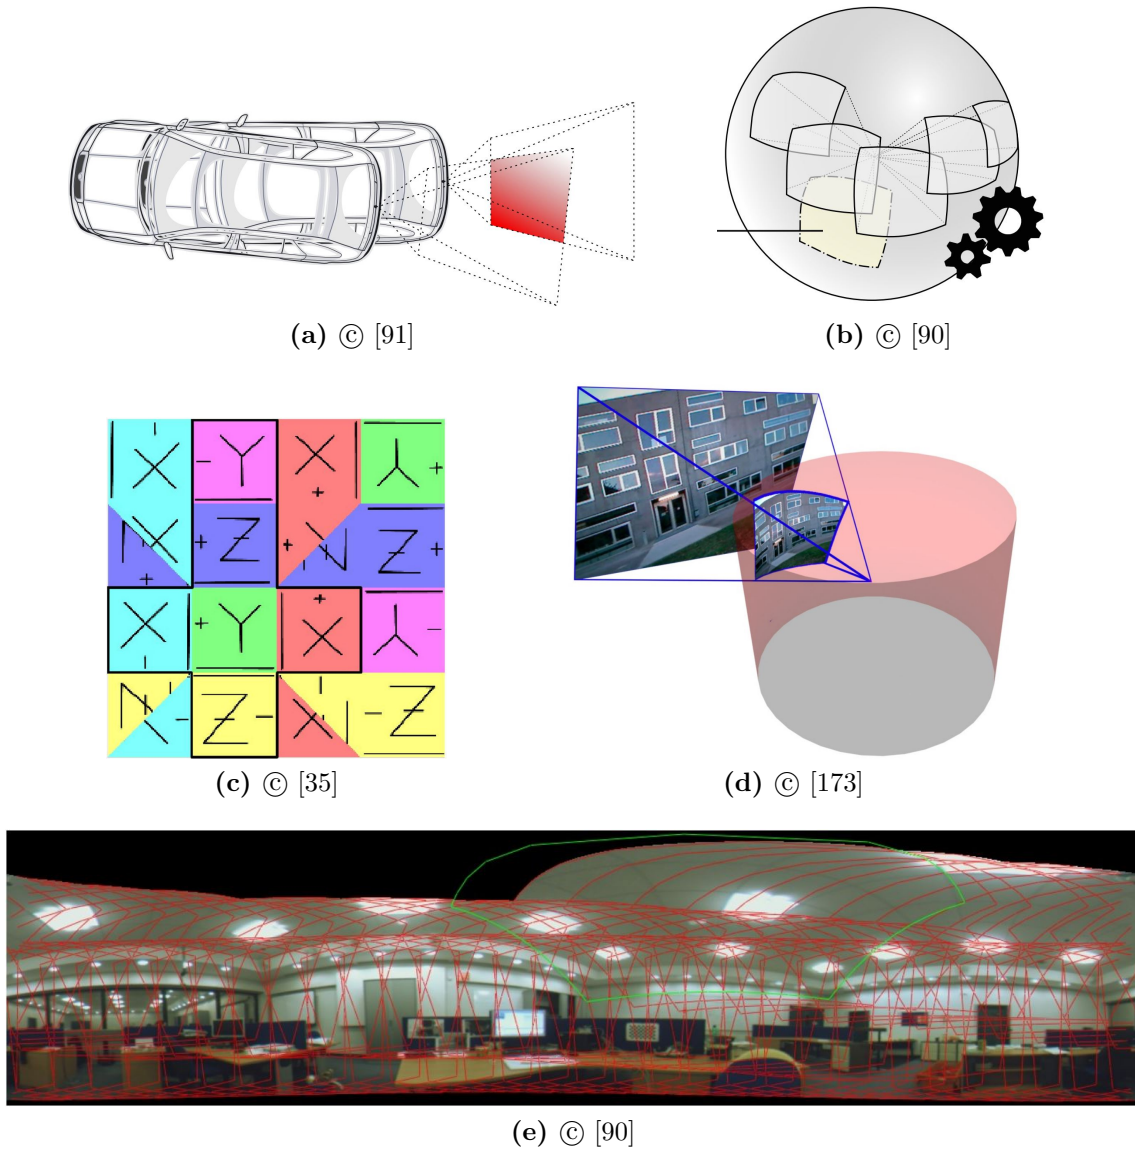 (a) © [91]
(b) © [90]
X − Y X + Y +
N X + + Z + N Z +
X + Y + X Y −
N X − Z − X N − Z
(c) © [35]
(d) © [173]
(e) © [90]